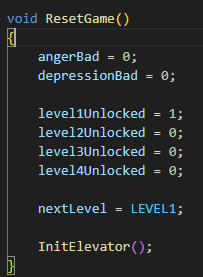 void ResetGame()
{
    angerBad = 0;
    depressionBad = 0;

    level1Unlocked = 1;
    level2Unlocked = 0;
    level3Unlocked = 0;
    level4Unlocked = 0;

    nextLevel = LEVEL1;

    InitElevator();
}